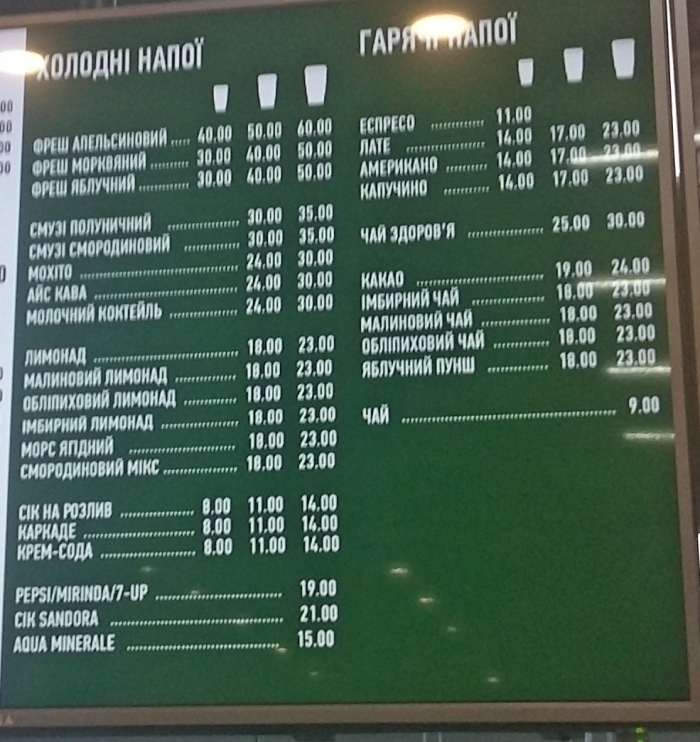 ХОЛОДНІ НАПОЇ
ФРЕШ АПЕЛЬСИНОВИЙ ..... 40.00 50.00 60.00
ФРЕШ МОРКВЯНИЙ .......... 30.00 40.00 50.00
ФРЕШ ЯБЛУЧНИЙ ............. 30.00 40.00 50.00
СМУЗІ ПОЛУНИЧНИЙ .................. 30.00 35.00
СМУЗІ СМОРОДИНОВИЙ .............. 30.00 35.00
МОХІТО ........................................ 24.00 30.00
АЙС КАВА ..................................... 24.00 30.00
МОЛОЧНИЙ КОКТЕЙЛЬ ................. 24.00 30.00
ЛИМОНАД .................................... 18.00 23.00
МАЛИНОВИЙ ЛИМОНАД ............... 18.00 23.00
ОБЛІПИХОВИЙ ЛИМОНАД ............. 18.00 23.00
ІМБИРНИЙ ЛИМОНАД ................... 18.00 23.00
МОРС ЯГІДНИЙ ........................... 18.00 23.00
СМОРОДИНОВИЙ МІКС .................. 18.00 23.00
СІК НА РОЗЛИВ .................. 8.00 11.00 14.00
КАРКАДЕ .......................... 8.00 11.00 14.00
КРЕМ-СОДА ....................... 8.00 11.00 14.00
PEPSI/MIRINDA/7-UP ............................... 19.00
СІК SANDORA .......................................... 21.00
AQUA MINERALE ..................................... 15.00
ГАРЯЧІ НАПОЇ
ЕСПРЕСО ............. 11.00
ЛАТЕ ................... 14.00 17.00 23.00
АМЕРИКАНО .......... 14.00 17.00 23.00
КАПУЧИНО ........... 14.00 17.00 23.00
ЧАЙ ЗДОРОВ'Я .................. 25.00 30.00
КАКАО ............................... 19.00 24.00
ІМБИРНИЙ ЧАЙ ................. 18.00 23.00
МАЛИНОВИЙ ЧАЙ ............... 18.00 23.00
ОБЛІПИХОВИЙ ЧАЙ ............. 18.00 23.00
ЯБЛУЧНИЙ ПУНШ .............. 18.00 23.00
ЧАЙ ...................................................... 9.00